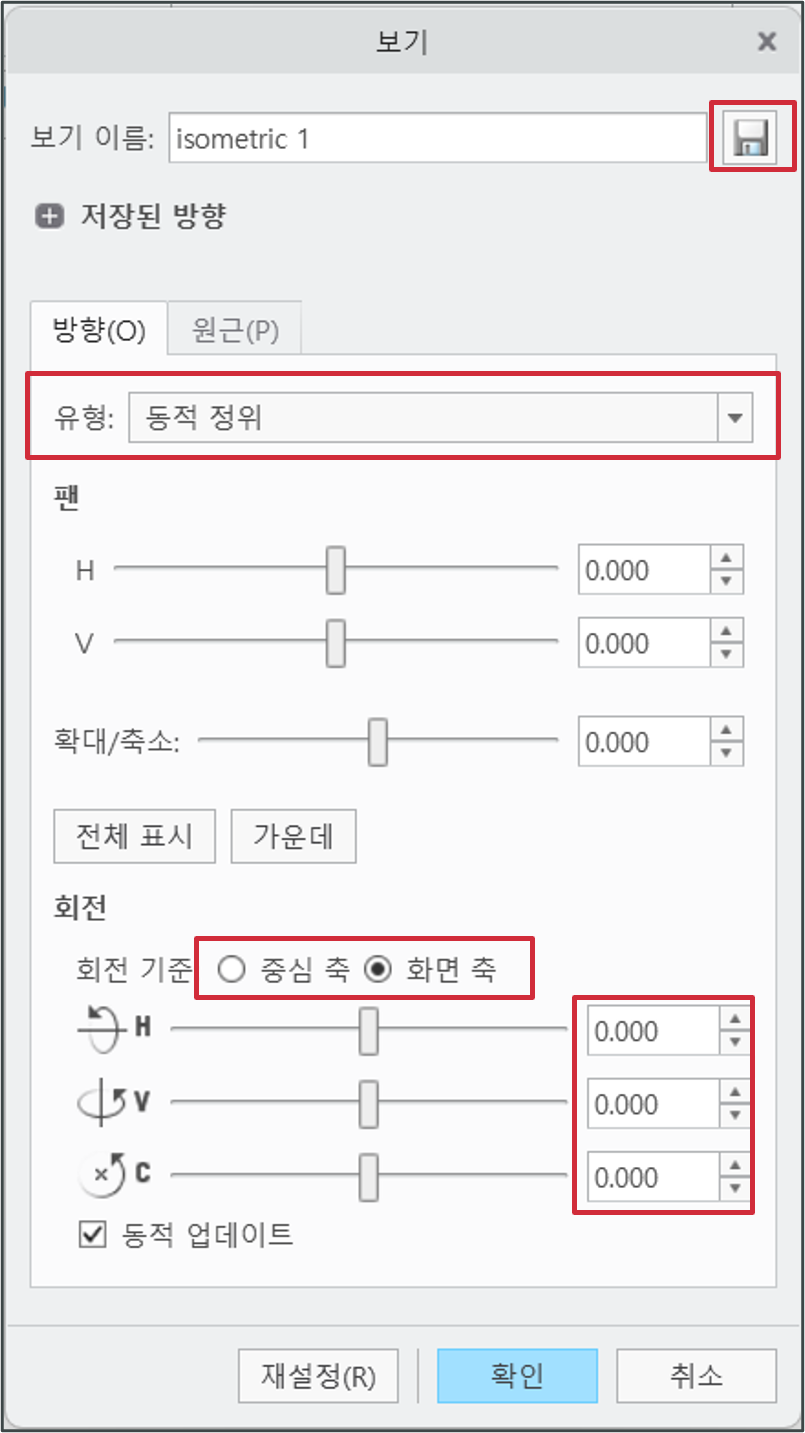 보기
보기 이름: isometric 1
저장된 방향
방향(O) 원근(P)
유형: 동적 정위
팬
H 0.000
V 0.000
확대/축소: 0.000
전체 표시 가운데
회전
회전 기준 중심 축 화면 축
H 0.000
V 0.000
C 0.000
동적 업데이트
재설정(R) 확인 취소